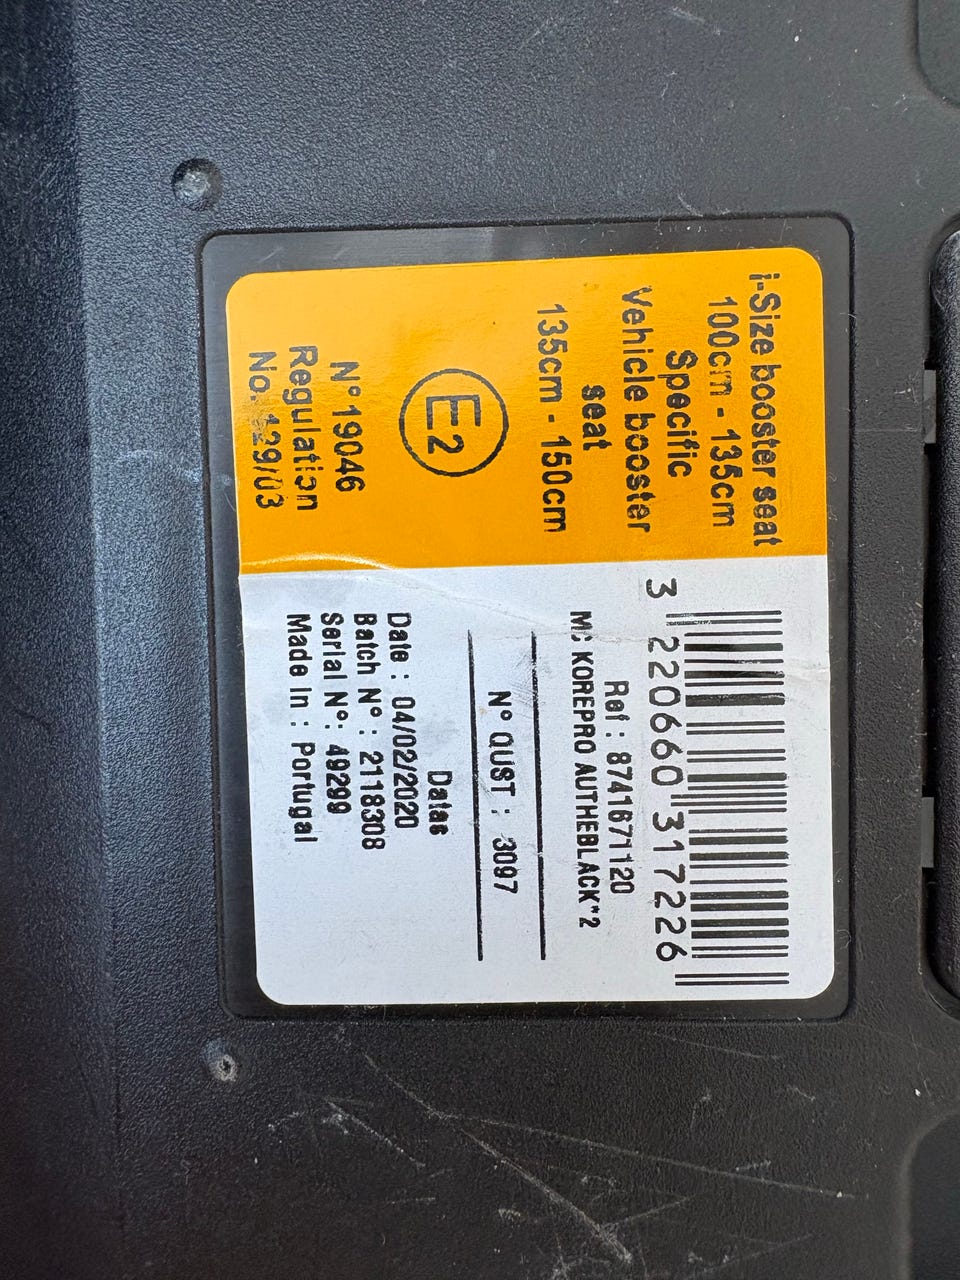 i-Size booster seat
100cm - 135cm
Specific
Vehicle booster
seat
135cm - 150cm
E2
N°19046
Regulation
No. 129/03
3 220660 317226
Ref : 8741671120
KOREPRO AUTHEBLACK*2
N° QUST : 3097
Datas
Date : 04/02/2020
Batch N° : 2118308
Serial N°: 49299
Made In : Portugal